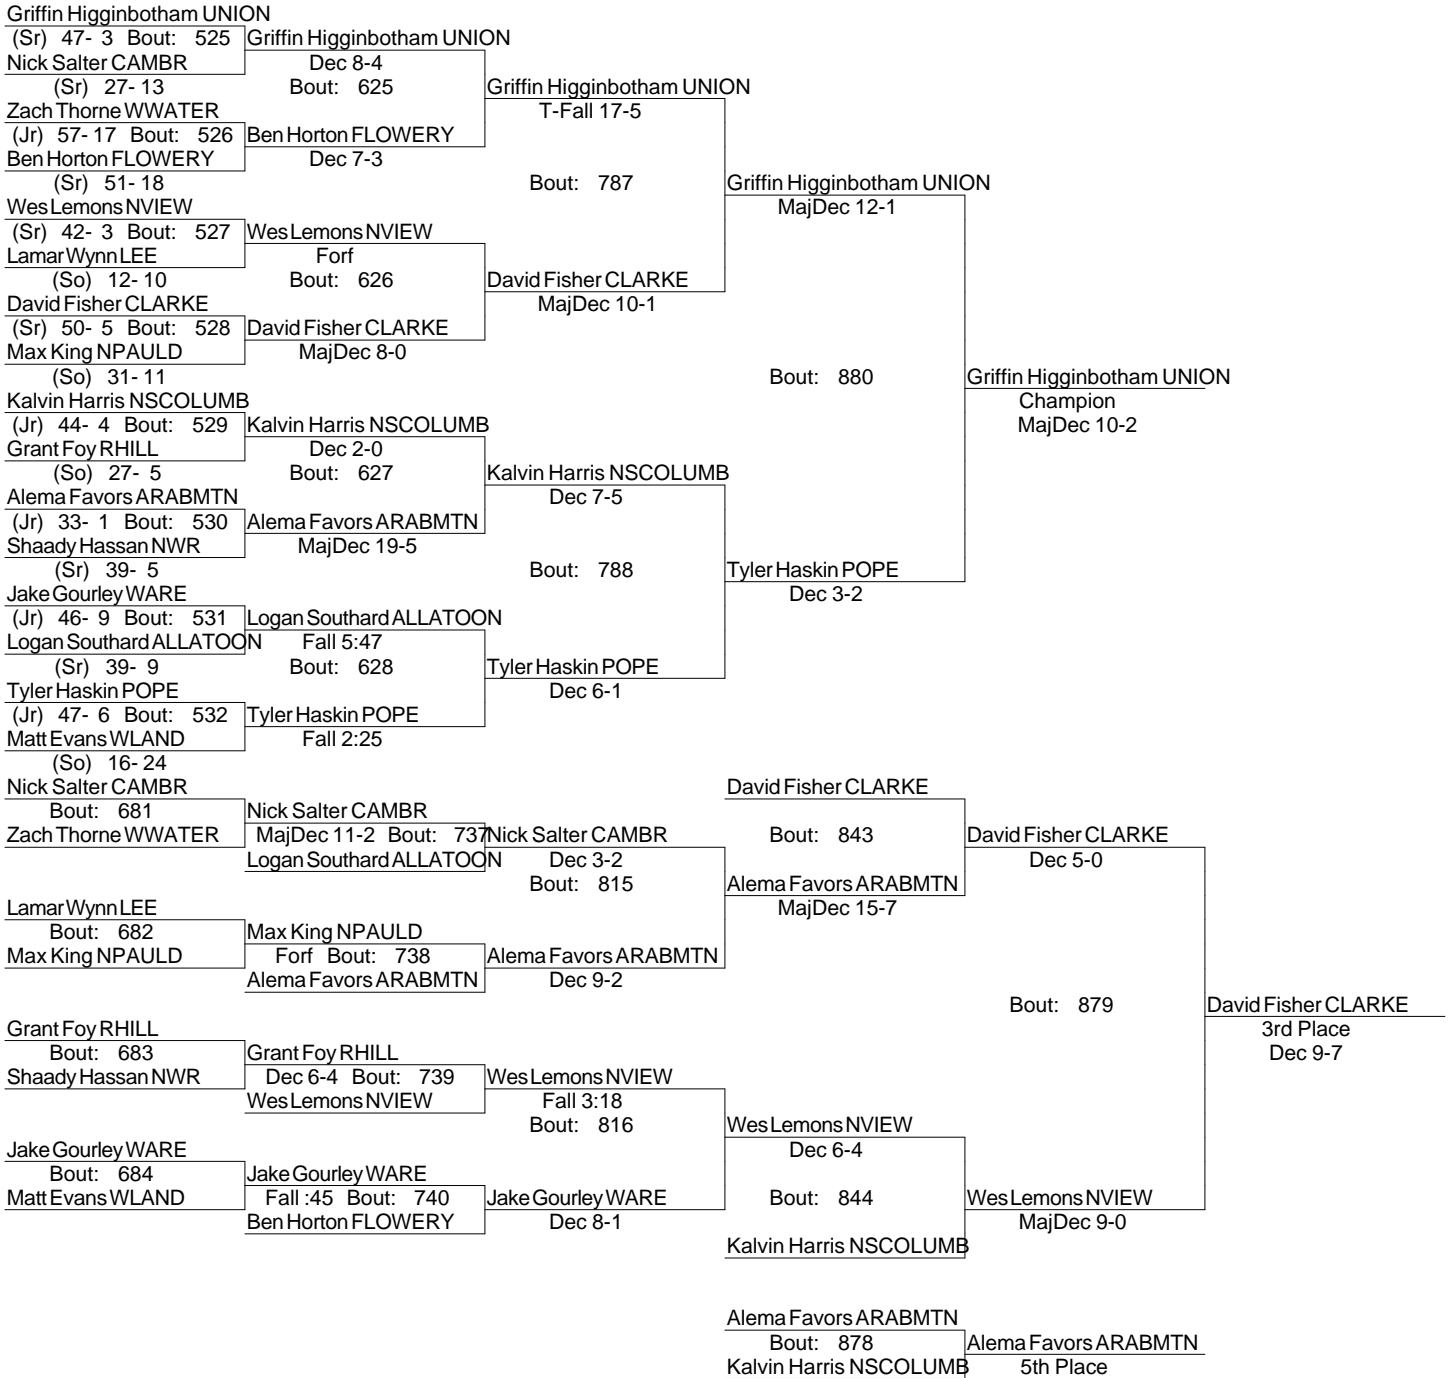 Griffin Higginbotham UNION
(Sr) 47- 3 Bout: 525 Griffin Higginbotham UNION
Nick Salter CAMBR Dec 8-4
(Sr) 27- 13 Bout: 625 Griffin Higginbotham UNION
Zach Thorne WWATER T-Fall 17-5
(Jr) 57- 17 Bout: 526 Ben Horton FLOWERY
Ben Horton FLOWERY Dec 7-3
(Sr) 51- 18 Bout: 787 Griffin Higginbotham UNION
Wes Lemons NVIEW MajDec 12-1
(Sr) 42- 3 Bout: 527 Wes Lemons NVIEW
Lamar Wynn LEE Forf
(So) 12- 10 Bout: 626 David Fisher CLARKE
David Fisher CLARKE MajDec 10-1
(Sr) 50- 5 Bout: 528 David Fisher CLARKE
Max King NPAULD MajDec 8-0
(So) 31- 11 Bout: 880 Griffin Higginbotham UNION
Kalvin Harris NSCOLUMB Champion
(Jr) 44- 4 Bout: 529 Kalvin Harris NSCOLUMB MajDec 10-2
Grant Foy RHILL Dec 2-0
(So) 27- 5 Bout: 627 Kalvin Harris NSCOLUMB
Alema Favors ARABMTN Dec 7-5
(Jr) 33- 1 Bout: 530 Alema Favors ARABMTN
Shaady Hassan NWR MajDec 19-5
(Sr) 39- 5 Bout: 788 Tyler Haskin POPE
Jake Gourley WARE Dec 3-2
(Jr) 46- 9 Bout: 531 Logan Southard ALLATOON
Logan Southard ALLATOON Fall 5:47
(Sr) 39- 9 Bout: 628 Tyler Haskin POPE
Tyler Haskin POPE Dec 6-1
(Jr) 47- 6 Bout: 532 Tyler Haskin POPE
Matt Evans WLAND Fall 2:25
(So) 16- 24
Nick Salter CAMBR David Fisher CLARKE
Bout: 681 Nick Salter CAMBR
Zach Thorne WWATER MajDec 11-2 Bout: 737 Nick Salter CAMBR Bout: 843 David Fisher CLARKE
Logan Southard ALLATOON Dec 3-2 Dec 5-0
Bout: 815 Alema Favors ARABMTN
Lamar Wynn LEE MajDec 15-7
Bout: 682 Max King NPAULD
Max King NPAULD Forf Bout: 738 Alema Favors ARABMTN
Alema Favors ARABMTN Dec 9-2
Bout: 879 David Fisher CLARKE
Grant Foy RHILL 3rd Place
Bout: 683 Grant Foy RHILL Dec 9-7
Shaady Hassan NWR Dec 6-4 Bout: 739 Wes Lemons NVIEW
Wes Lemons NVIEW Fall 3:18
Bout: 816 Wes Lemons NVIEW
Jake Gourley WARE Dec 6-4
Bout: 684 Jake Gourley WARE
Matt Evans WLAND Fall :45 Bout: 740 Jake Gourley WARE Bout: 844 Wes Lemons NVIEW
Ben Horton FLOWERY Dec 8-1 MajDec 9-0
Kalvin Harris NSCOLUMB
Alema Favors ARABMTN
Bout: 878 Alema Favors ARABMTN
Kalvin Harris NSCOLUMB 5th Place